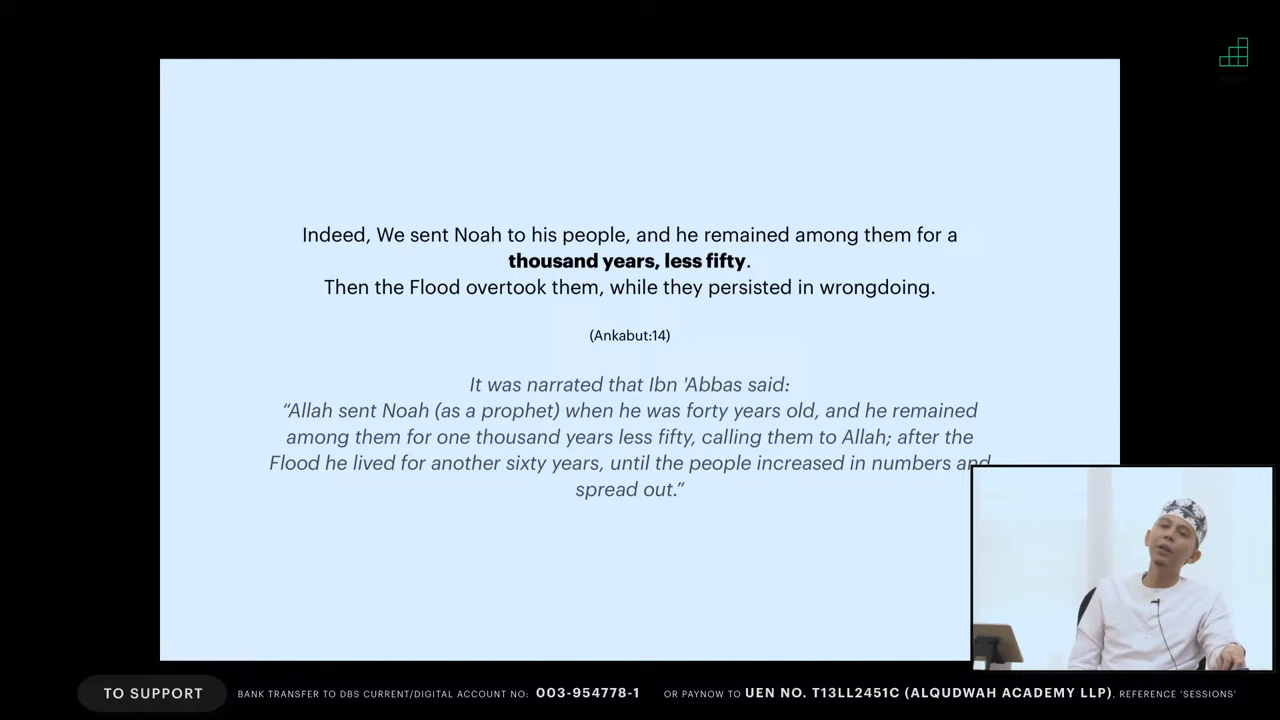 Indeed, We sent Noah to his people, and he remained among them for a
thousand years, less fifty.
Then the Flood overtook them, while they persisted in wrongdoing.
(Ankabut:14)
It was narrated that Ibn 'Abbas said:
“Allah sent Noah (as a prophet) when he was forty years old, and he remained
among them for one thousand years less fifty, calling them to Allah; after the
Flood he lived for another sixty years, until the people increased in numbers and
spread out.”
TO SUPPORT BANK TRANSFER TO DBS CURRENT/DIGITAL ACCOUNT NO: 003-954778-1 OR PAYNOW TO UEN NO. T13LL2451C (ALQUDWAH ACADEMY LLP), REFERENCE ‘SESSIONS’